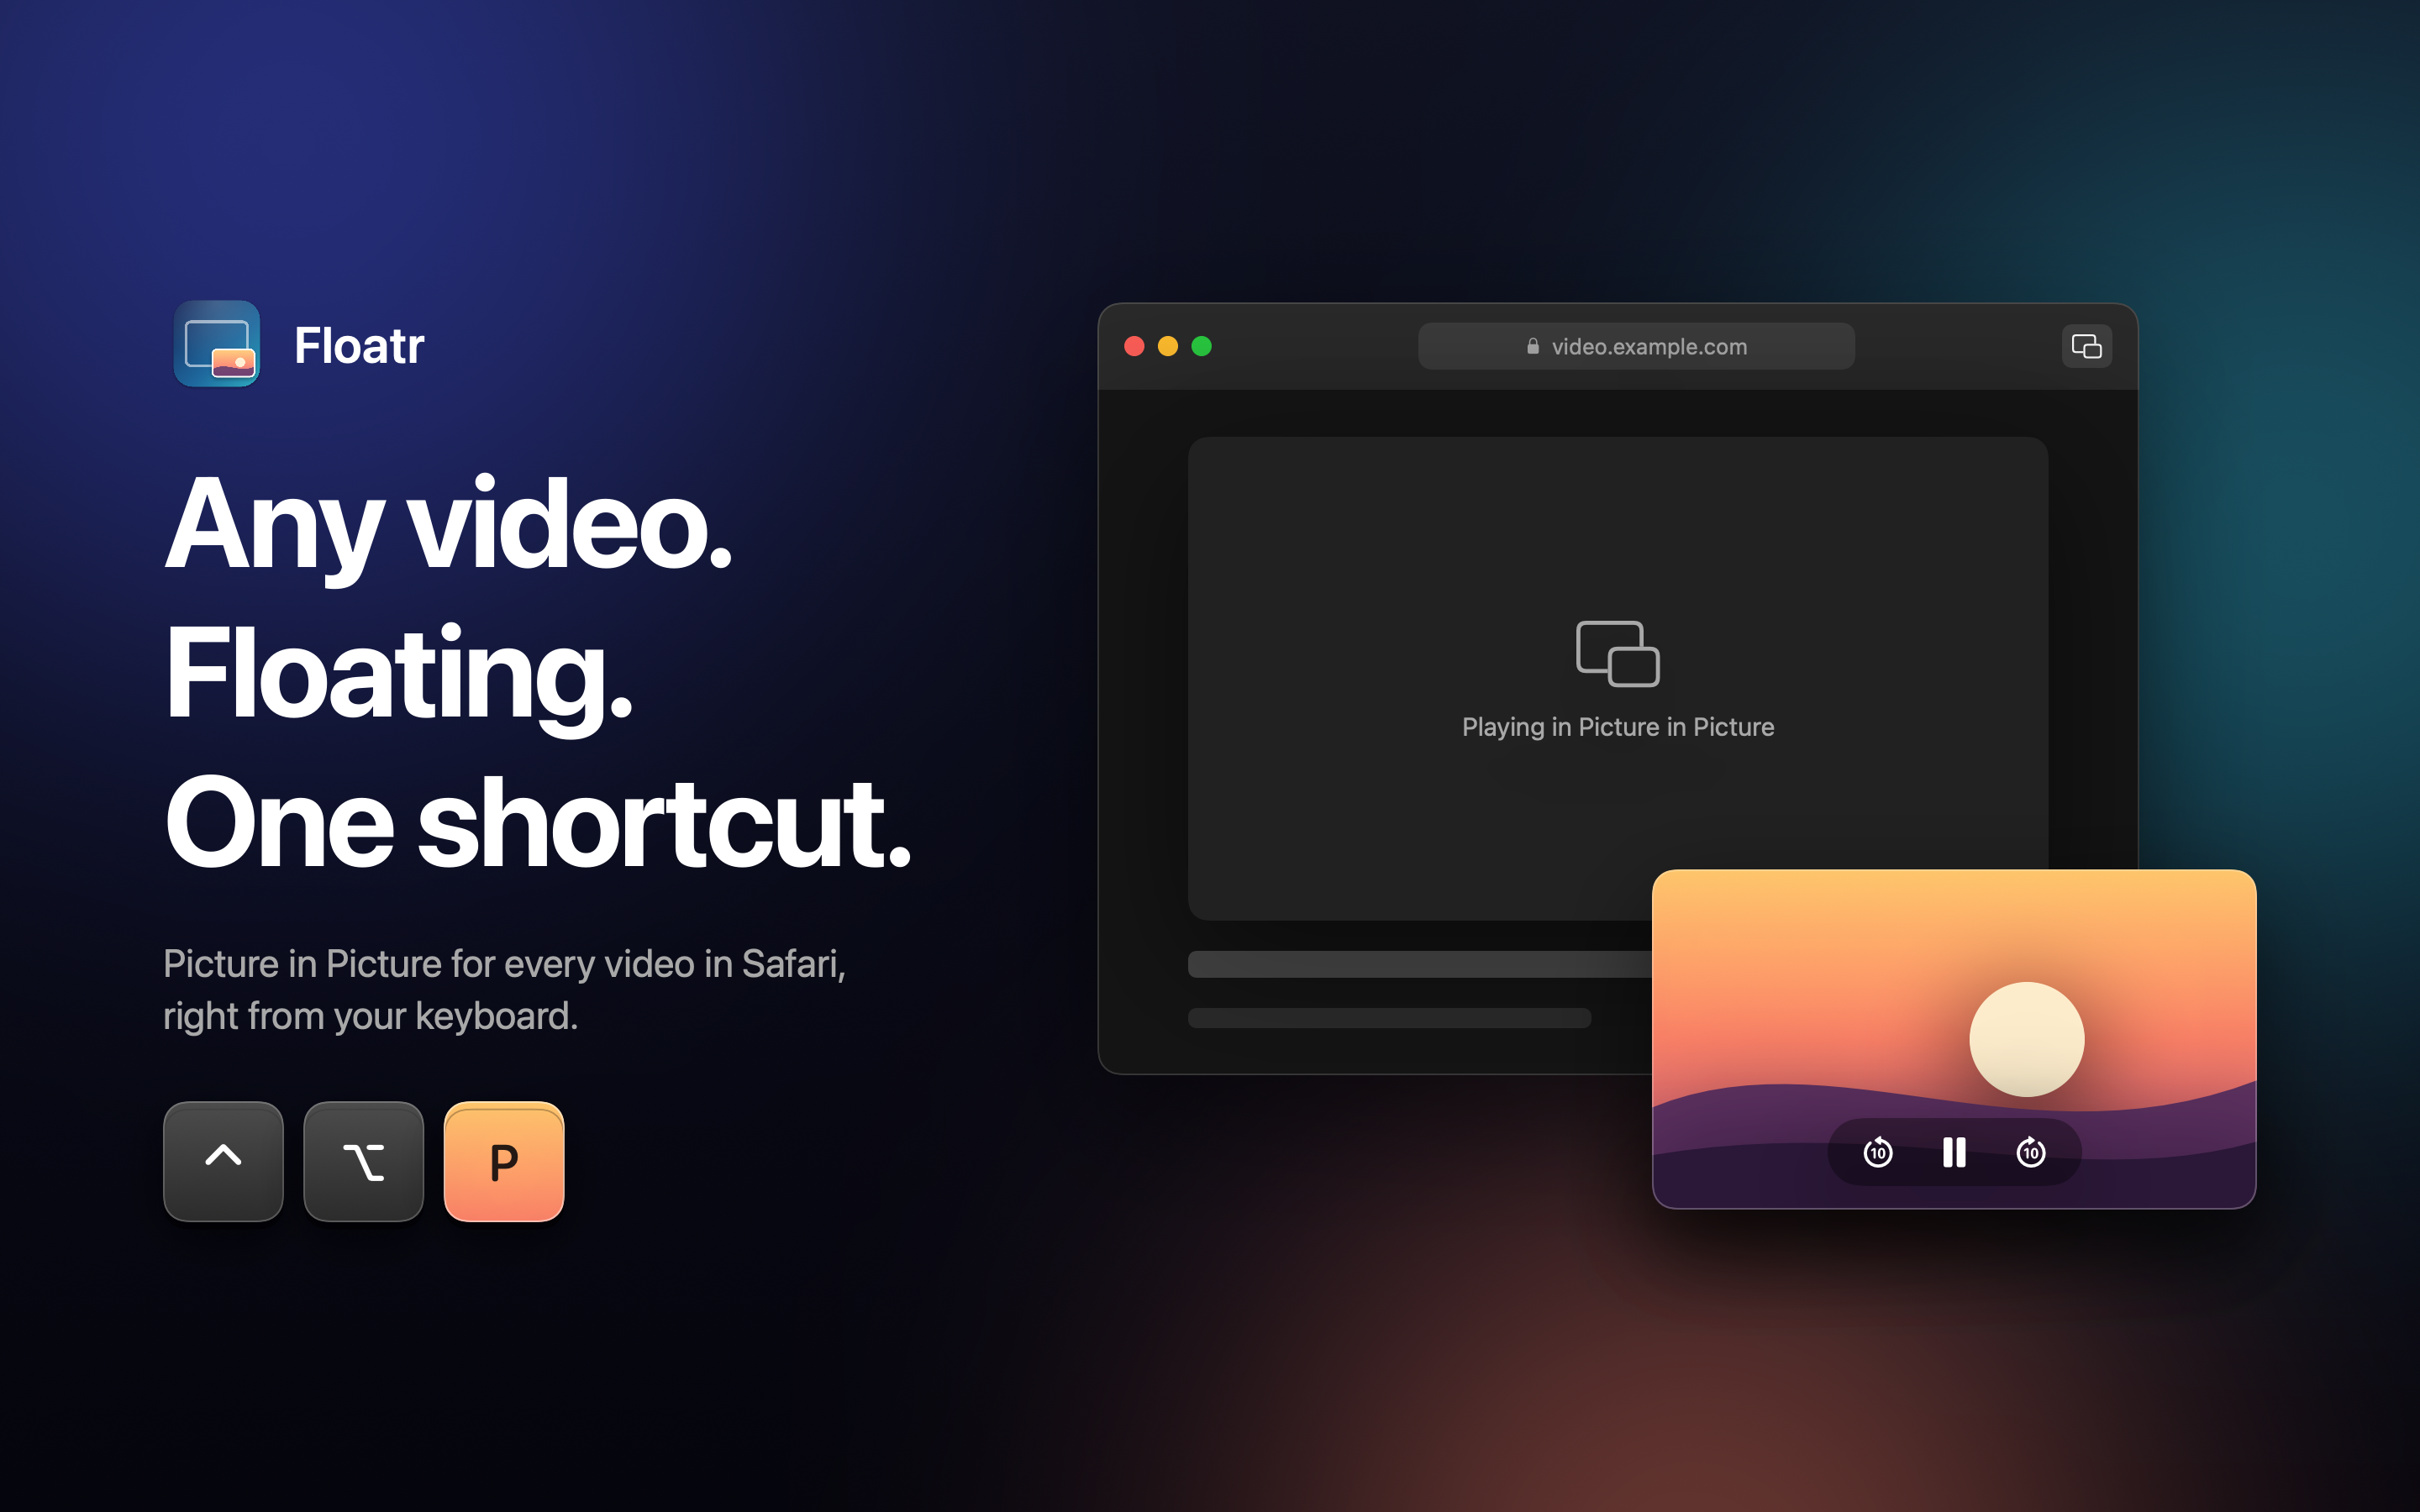 Floatr
Any video.
Floating.
One shortcut.
Picture in Picture for every video in Safari,
right from your keyboard.
⌃ ⌥ P
video.example.com
Playing in Picture in Picture
10 10